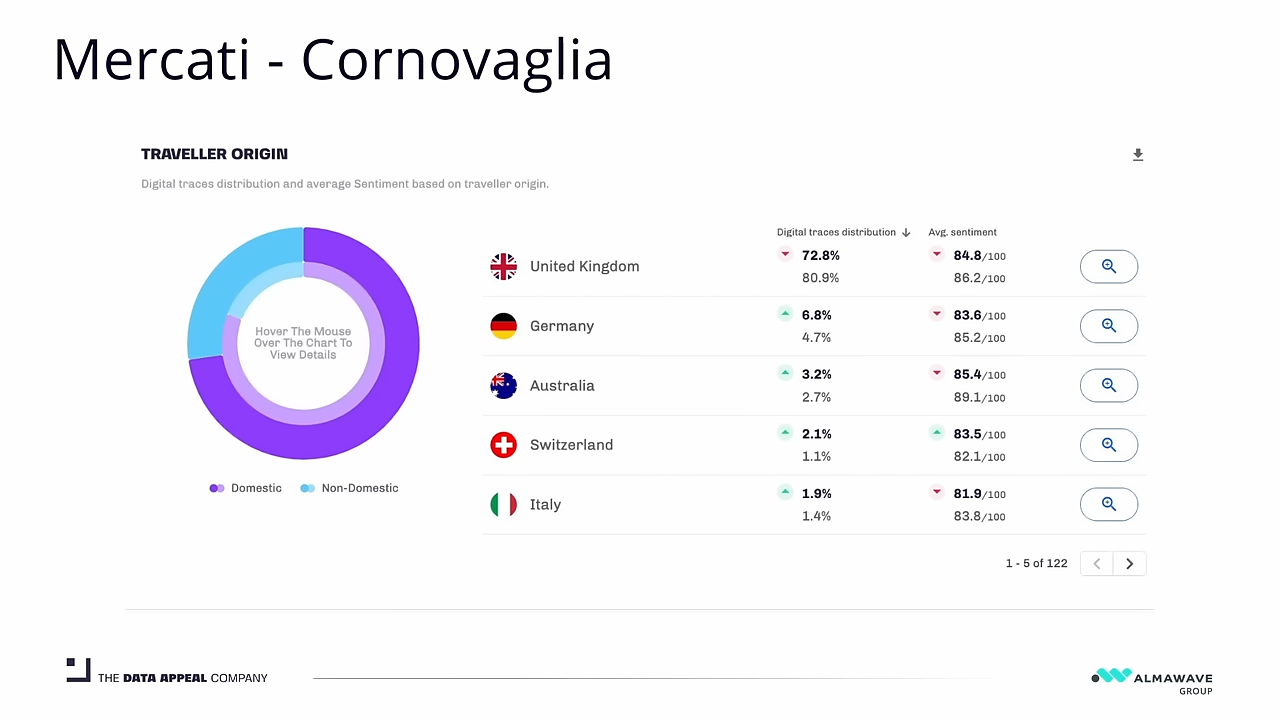 Mercati - Cornovaglia
TRAVELLER ORIGIN
Digital traces distribution and average Sentiment based on traveller origin.
Hover The Mouse
Over The Chart To
View Details
Domestic Non-Domestic
Digital traces distribution Avg. sentiment
United Kingdom 72.8% 84.8/100
80.9% 86.2/100
Germany 6.8% 83.6/100
4.7% 85.2/100
Australia 3.2% 85.4/100
2.7% 89.1/100
Switzerland 2.1% 83.5/100
1.1% 82.1/100
Italy 1.9% 81.9/100
1.4% 83.8/100
1 - 5 of 122
THE DATA APPEAL COMPANY
ALMAWAVE
GROUP